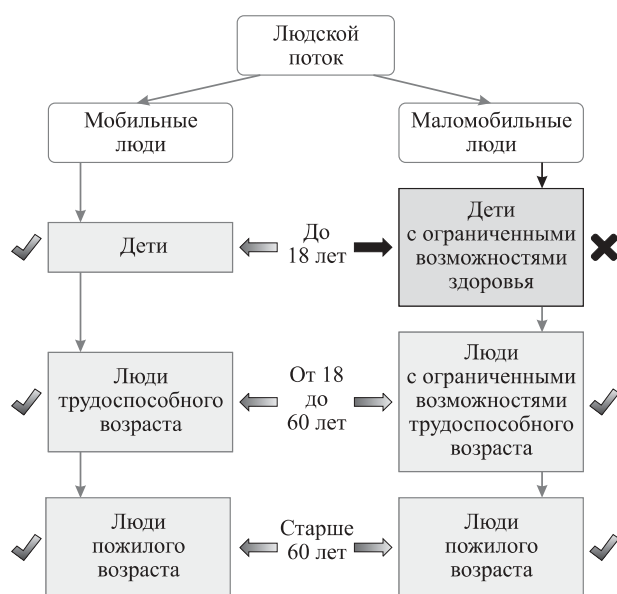 Людской
поток
Мобильные
люди
Маломобильные
люди
Дети
До
18 лет
Дети
с ограниченными
возможностями
здоровья
Люди
трудоспособного
возраста
От 18
до
60 лет
Люди
с ограниченными
возможностями
трудоспособного
возраста
Люди
пожилого
возраста
Старше
60 лет
Люди
пожилого
возраста